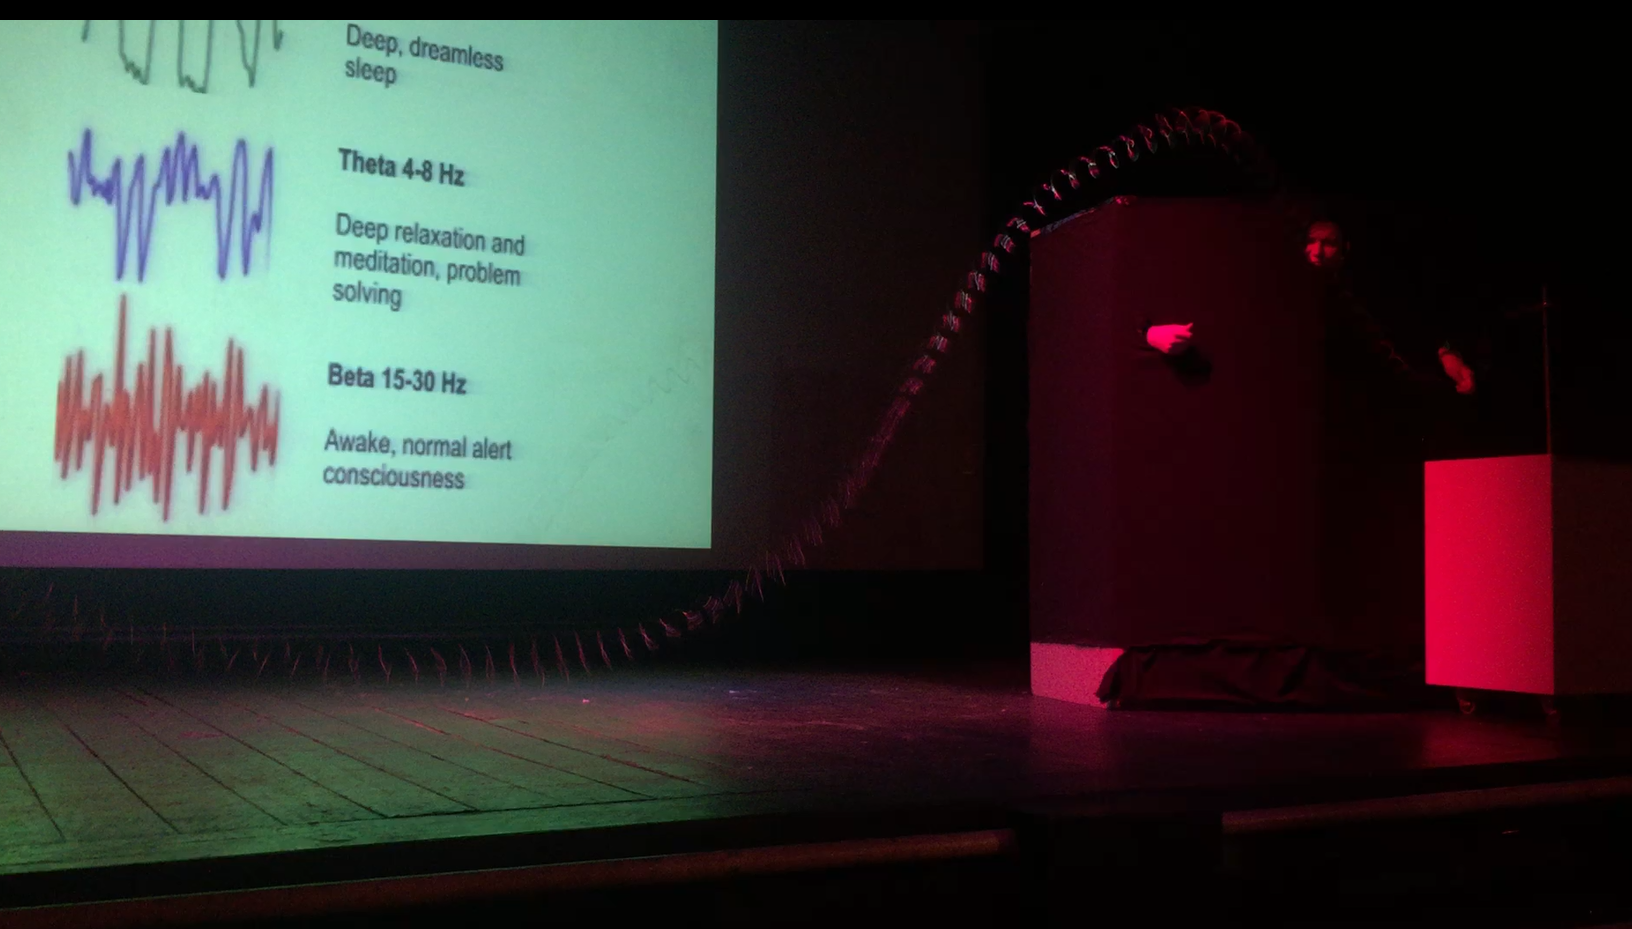 Deep, dreamless
sleep
Theta 4-8 Hz
Deep relaxation and
meditation, problem
solving
Beta 15-30 Hz
Awake, normal alert
consciousness